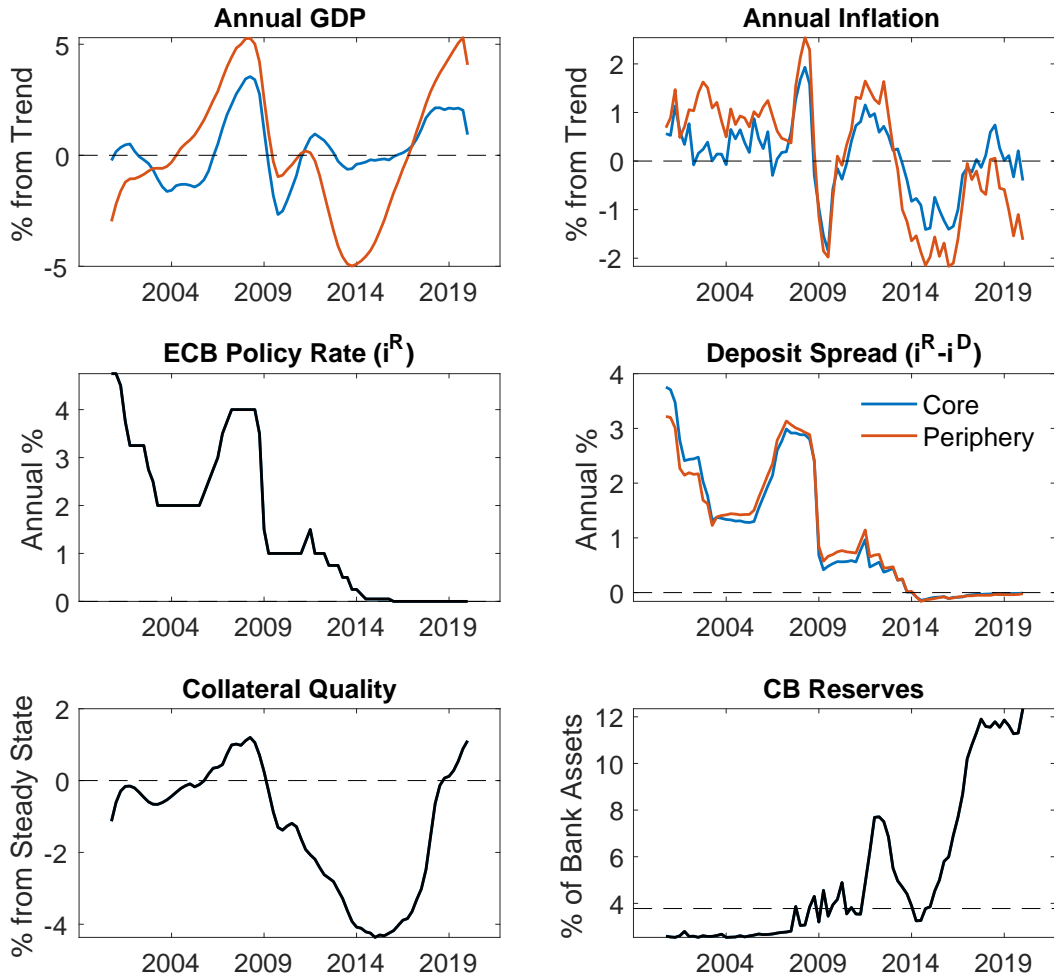 Annual GDP
% from Trend
5
0
-5
2004 2009 2014 2019
Annual Inflation
% from Trend
2
1
0
-1
-2
2004 2009 2014 2019
ECB Policy Rate (i^R)
Annual %
4
3
2
1
0
2004 2009 2014 2019
Deposit Spread (i^R-i^D)
Annual %
4
3
2
1
0
Core
Periphery
2004 2009 2014 2019
Collateral Quality
% from Steady State
2
0
-2
-4
2004 2009 2014 2019
CB Reserves
% of Bank Assets
12
10
8
6
4
2004 2009 2014 2019